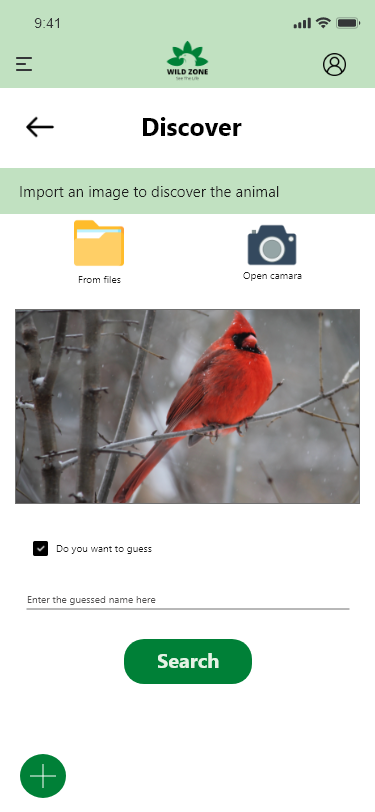 9:41
WILD ZONE
See The Life
Discover
Import an image to discover the animal
From files
Open camara
Do you want to guess
Enter the guessed name here
Search